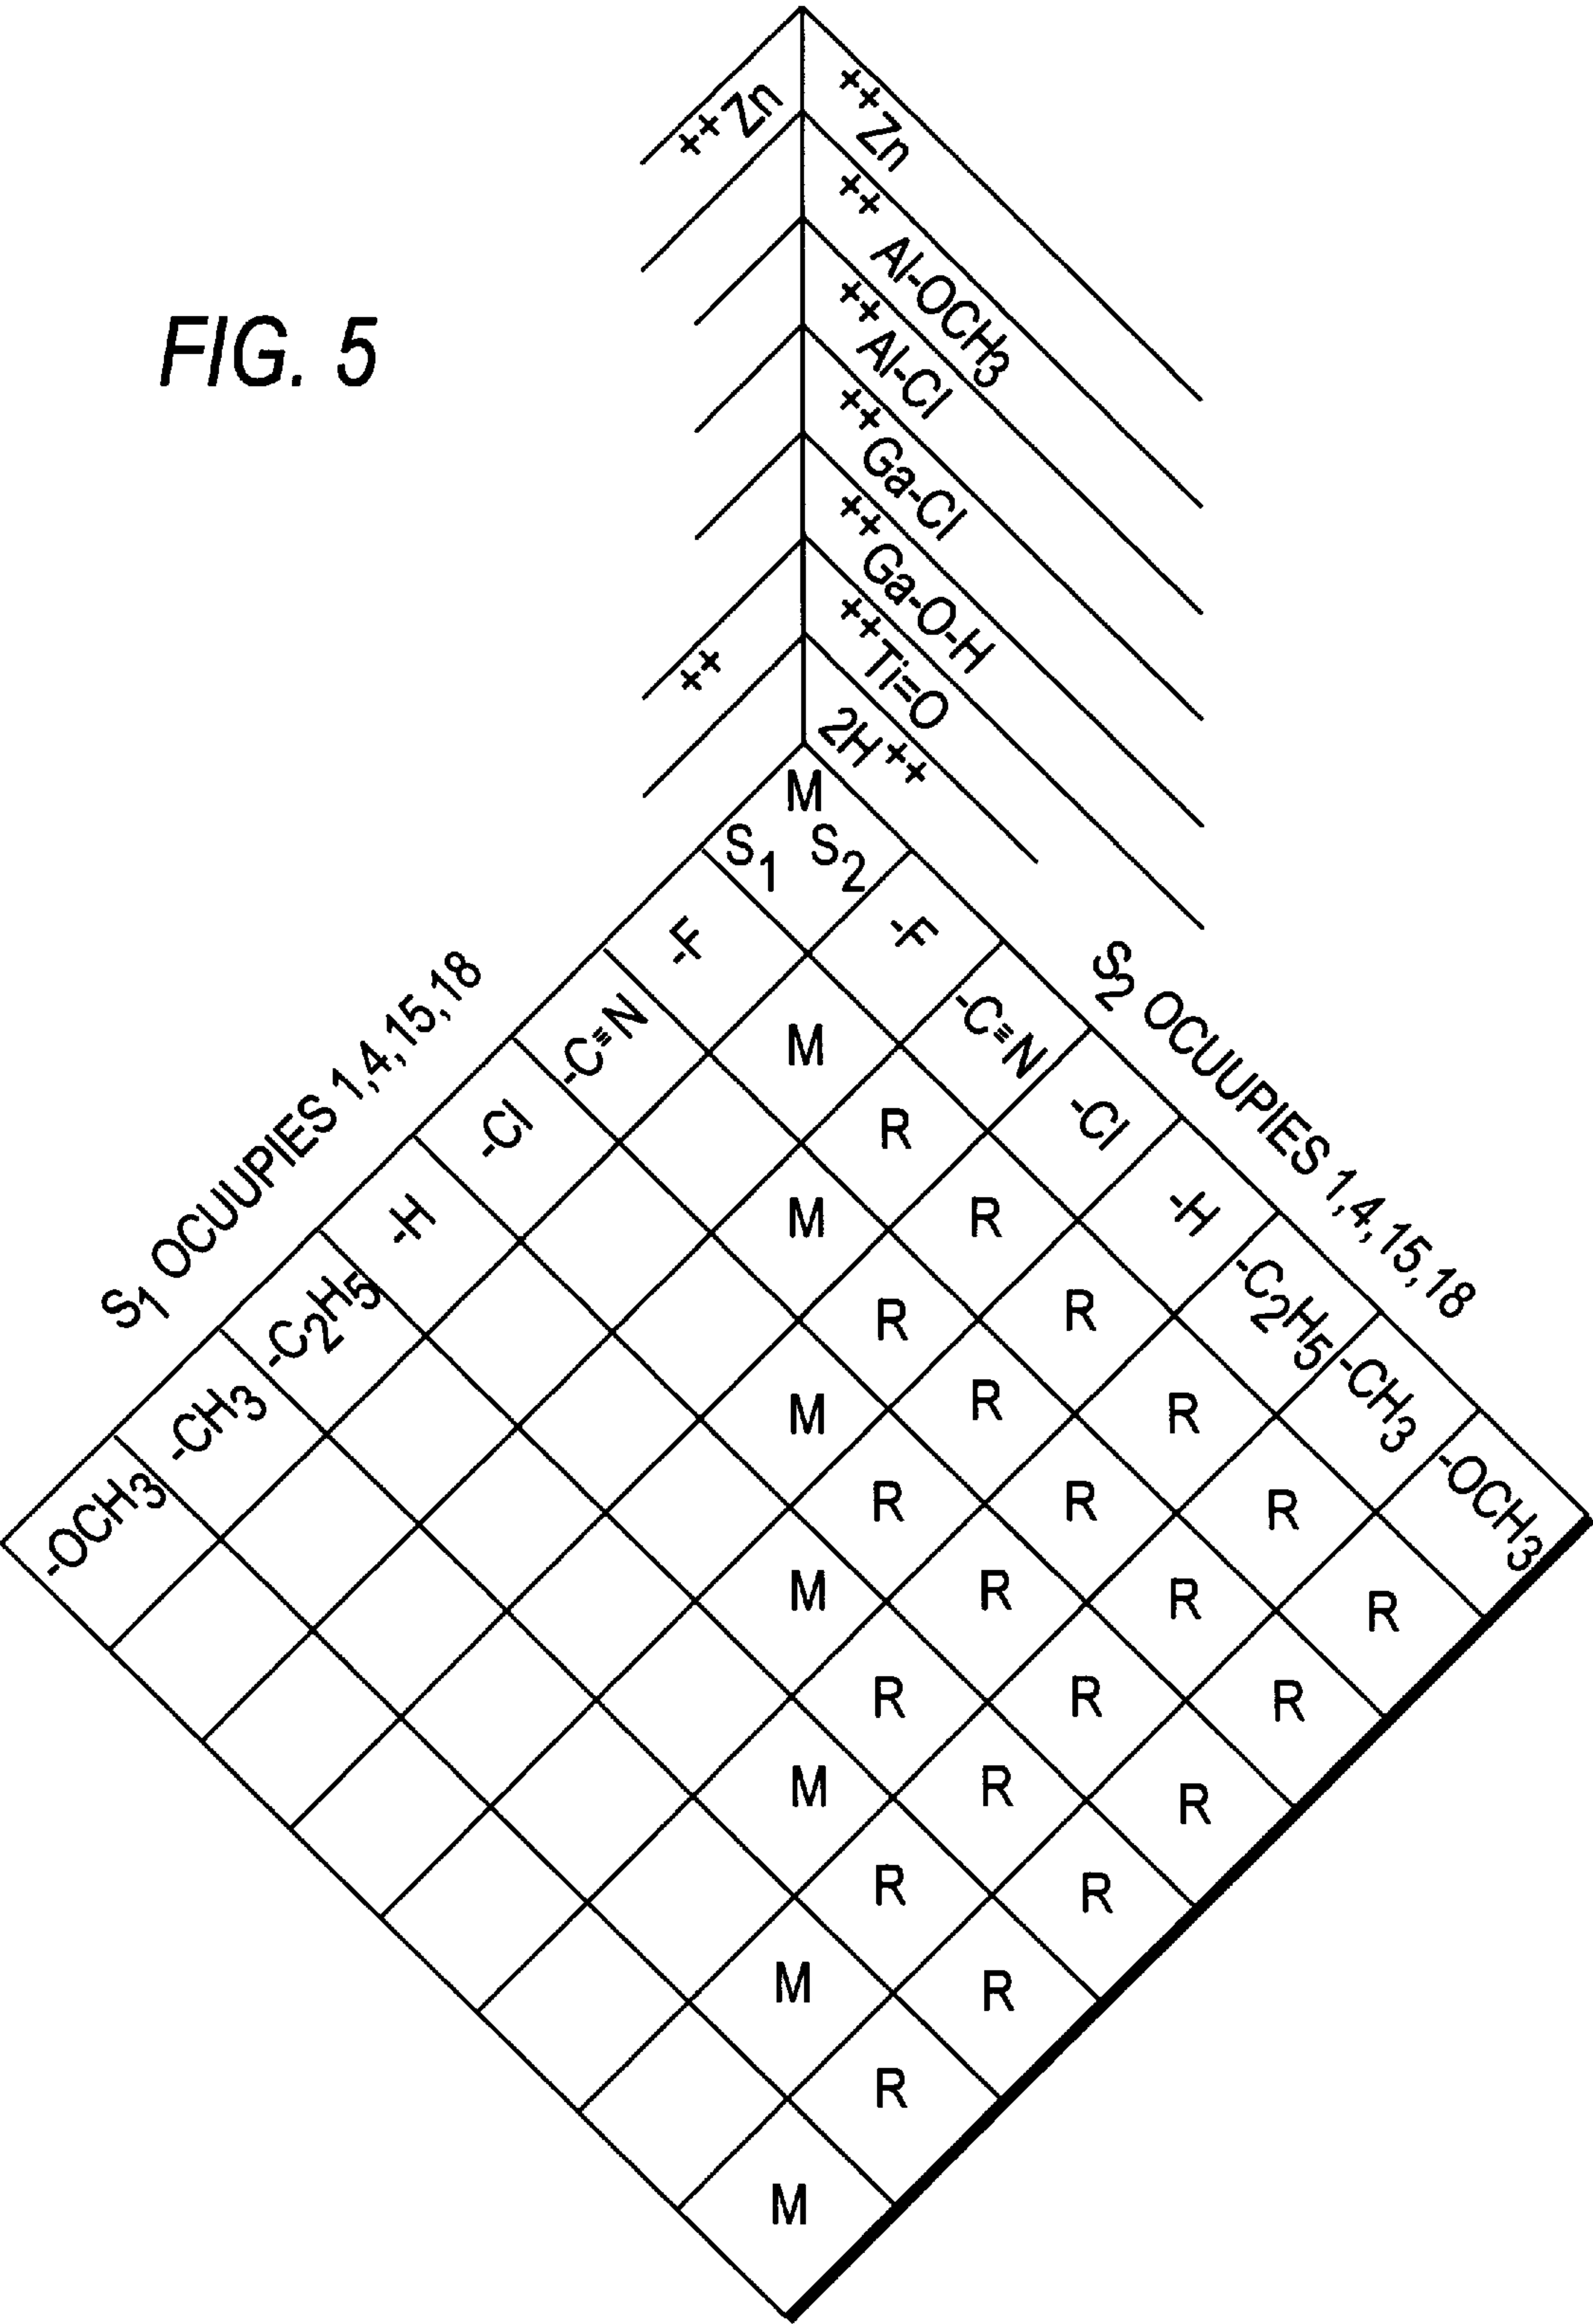 FIG. 5
++Zn
++Zn
++ Al-OCH3
++Al-Cl
++Ga-Cl
++Ga-O-H
++
++Ti=O
2H++
M
S1 S2
S1 OCUUPIES 1,4,15,18
S2 OCUUPIES 1,4,15,18
-F
-F
-C≡N
-C≡N
-Cl
-Cl
-H
-H
-C2H5
-C2H5
-CH3
-CH3
-OCH3
-OCH3
M
R
M R
R R
M R R
R R R
M R R R
R R R
M R R
R R
M R
R
M